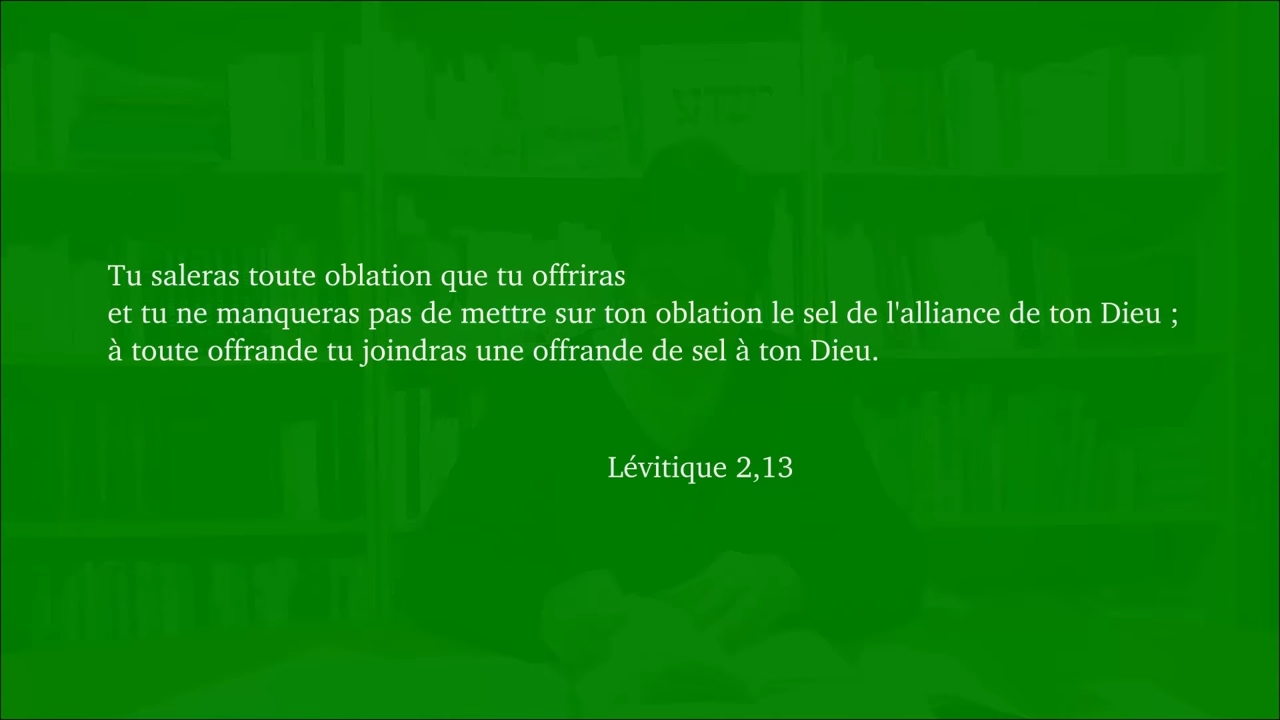 Tu saleras toute oblation que tu offriras
et tu ne manqueras pas de mettre sur ton oblation le sel de l'alliance de ton Dieu ;
à toute offrande tu joindras une offrande de sel à ton Dieu.
Lévitique 2,13